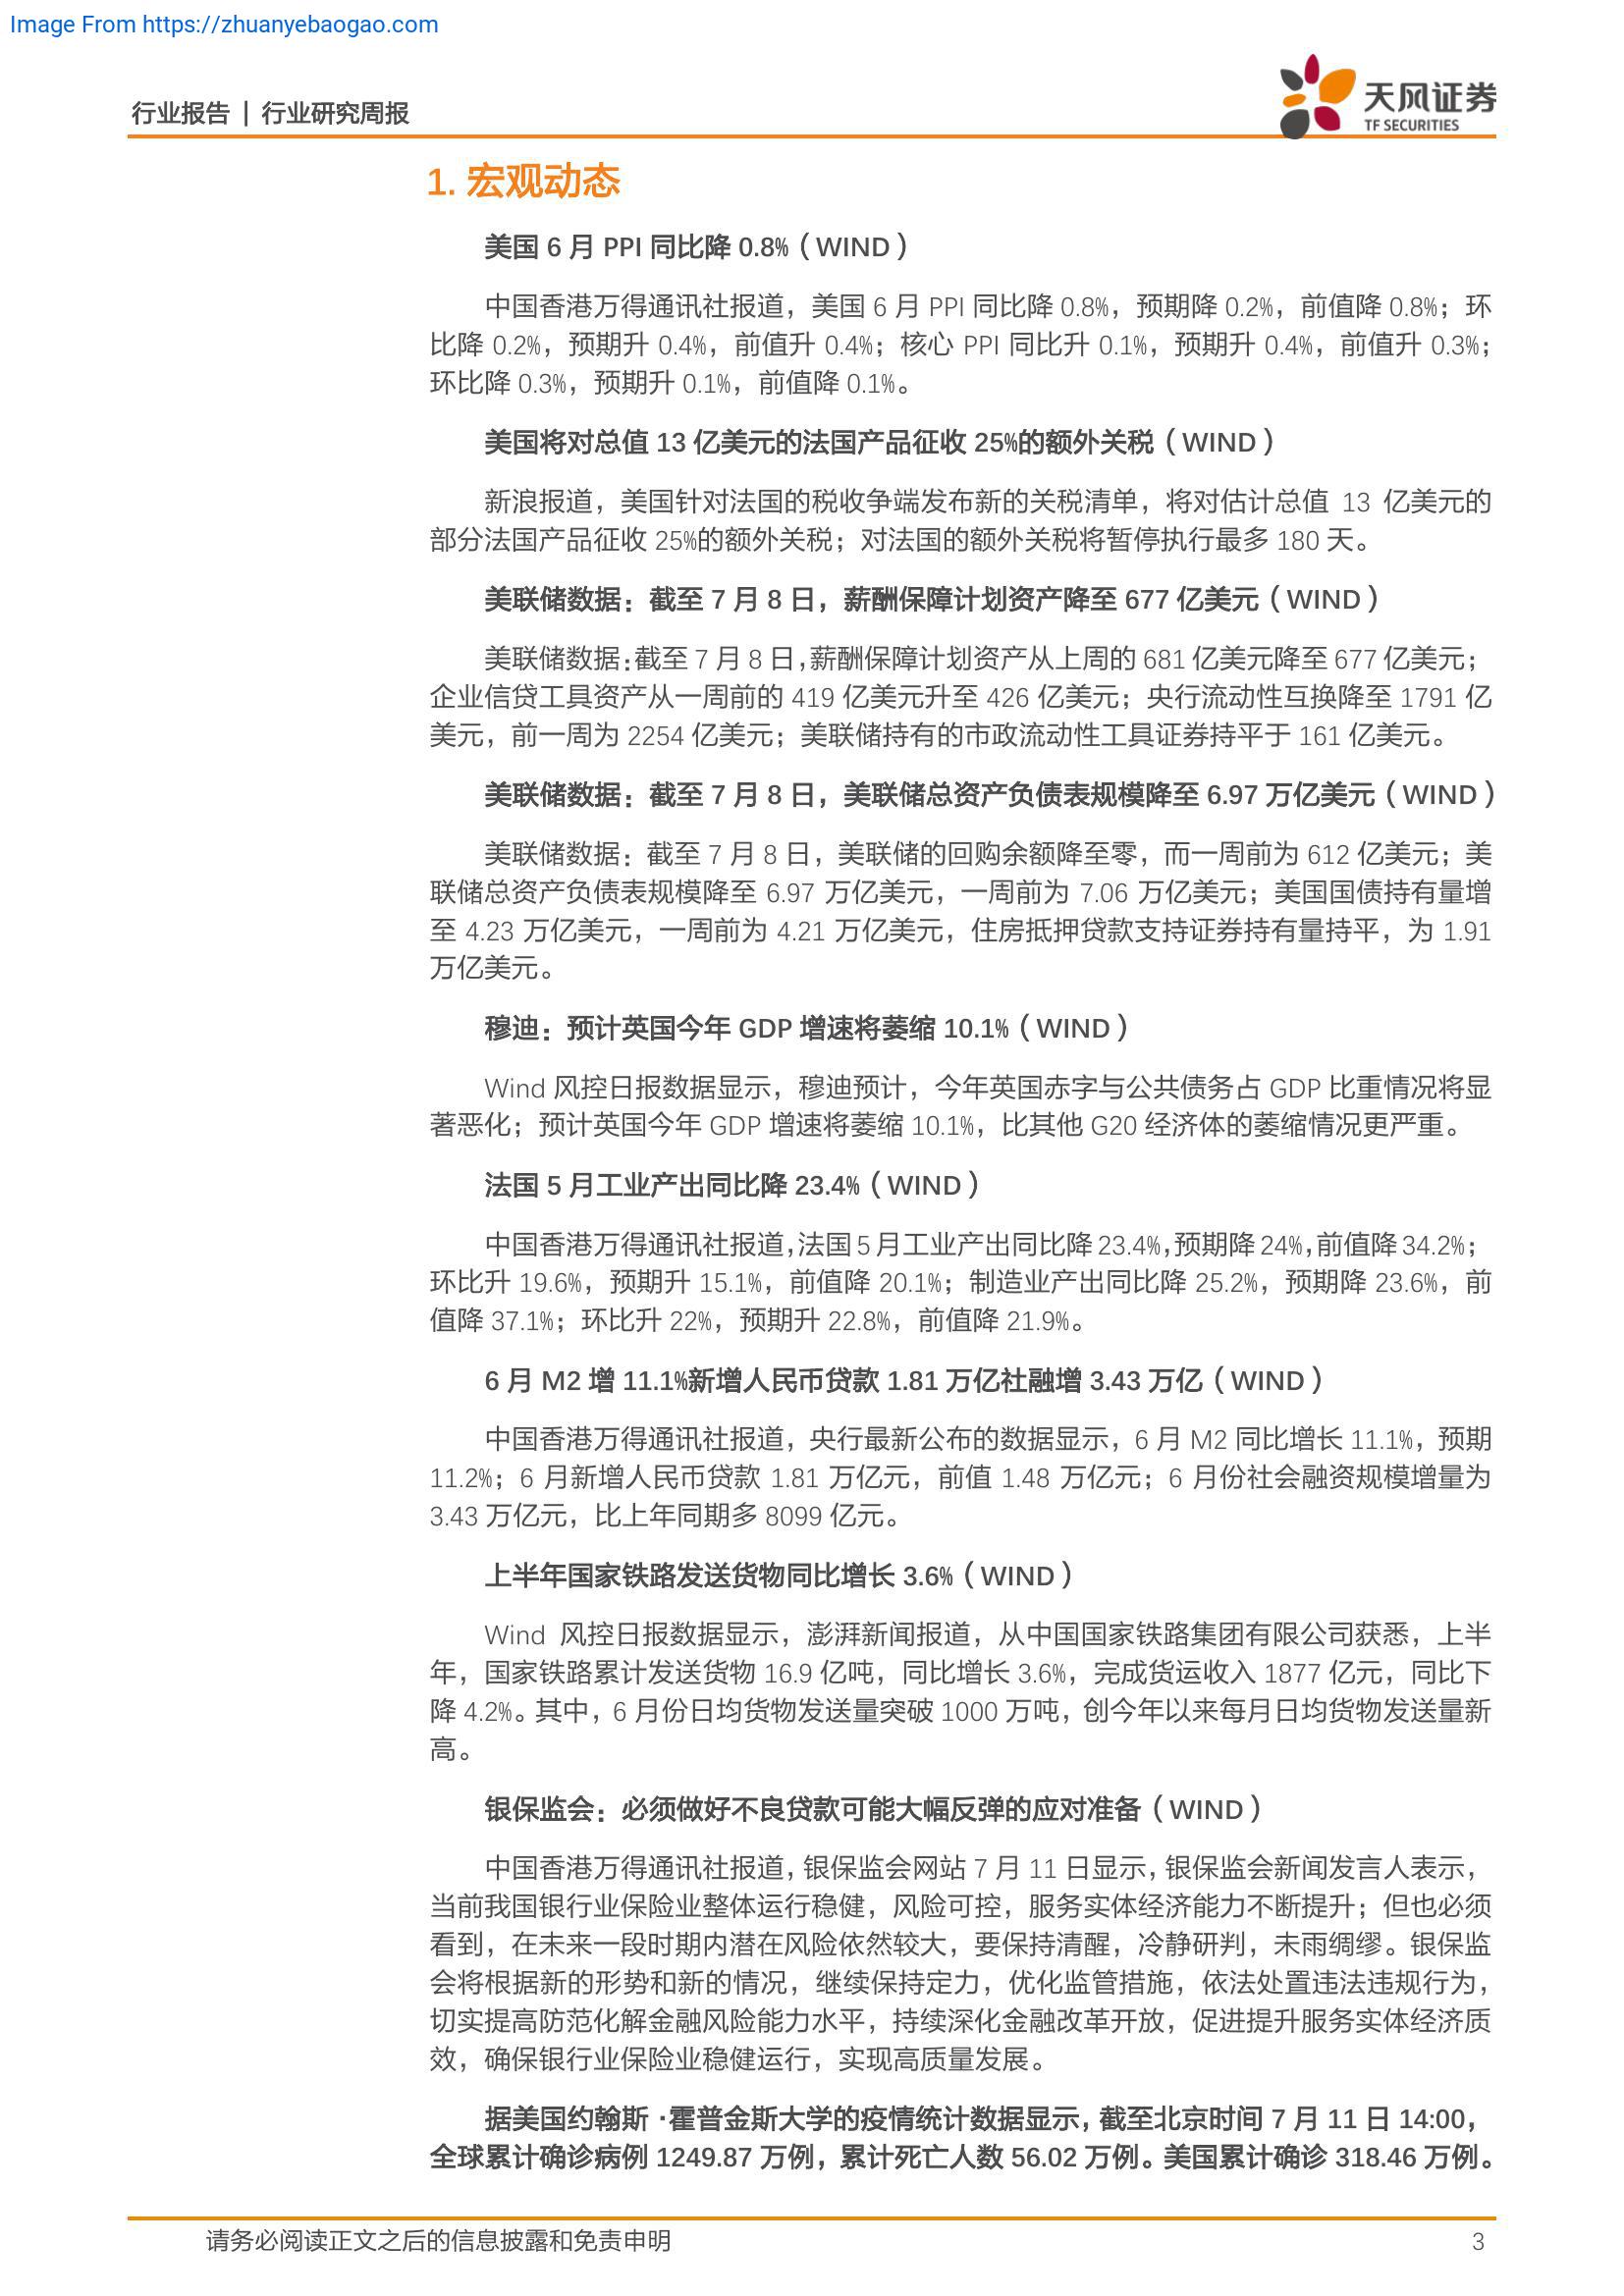 Image From https://zhuanyebaogao.com
行业报告 | 行业研究周报
天风证券
TF SECURITIES
1. 宏观动态
美国 6 月 PPI 同比降 0.8%（WIND）
中国香港万得通讯社报道，美国 6 月 PPI 同比降 0.8%，预期降 0.2%，前值降 0.8%；环
比降 0.2%，预期升 0.4%，前值升 0.4%；核心 PPI 同比升 0.1%，预期升 0.4%，前值升 0.3%；
环比降 0.3%，预期升 0.1%，前值降 0.1%。
美国将对总值 13 亿美元的法国产品征收 25%的额外关税（WIND）
新浪报道，美国针对法国的税收争端发布新的关税清单，将对估计总值 13 亿美元的
部分法国产品征收 25%的额外关税；对法国的额外关税将暂停执行最多 180 天。
美联储数据：截至 7 月 8 日，薪酬保障计划资产降至 677 亿美元（WIND）
美联储数据：截至 7 月 8 日，薪酬保障计划资产从上周的 681 亿美元降至 677 亿美元；
企业信贷工具资产从一周前的 419 亿美元升至 426 亿美元；央行流动性互换降至 1791 亿
美元，前一周为 2254 亿美元；美联储持有的市政流动性工具证券持平于 161 亿美元。
美联储数据：截至 7 月 8 日，美联储总资产负债表规模降至 6.97 万亿美元（WIND）
美联储数据：截至 7 月 8 日，美联储的回购余额降至零，而一周前为 612 亿美元；美
联储总资产负债表规模降至 6.97 万亿美元，一周前为 7.06 万亿美元；美国国债持有量增
至 4.23 万亿美元，一周前为 4.21 万亿美元，住房抵押贷款支持证券持有量持平，为 1.91
万亿美元。
穆迪：预计英国今年 GDP 增速将萎缩 10.1%（WIND）
Wind 风控日报数据显示，穆迪预计，今年英国赤字与公共债务占 GDP 比重情况将显
著恶化；预计英国今年 GDP 增速将萎缩 10.1%，比其他 G20 经济体的萎缩情况更严重。
法国 5 月工业产出同比降 23.4%（WIND）
中国香港万得通讯社报道，法国 5 月工业产出同比降 23.4%，预期降 24%，前值降 34.2%；
环比升 19.6%，预期升 15.1%，前值降 20.1%；制造业产出同比降 25.2%，预期降 23.6%，前
值降 37.1%；环比升 22%，预期升 22.8%，前值降 21.9%。
6 月 M2 增 11.1%新增人民币贷款 1.81 万亿社融增 3.43 万亿（WIND）
中国香港万得通讯社报道，央行最新公布的数据显示，6 月 M2 同比增长 11.1%，预期
11.2%；6 月新增人民币贷款 1.81 万亿元，前值 1.48 万亿元；6 月份社会融资规模增量为
3.43 万亿元，比上年同期多 8099 亿元。
上半年国家铁路发送货物同比增长 3.6%（WIND）
Wind 风控日报数据显示，澎湃新闻报道，从中国国家铁路集团有限公司获悉，上半
年，国家铁路累计发送货物 16.9 亿吨，同比增长 3.6%，完成货运收入 1877 亿元，同比下
降 4.2%。其中，6 月份日均货物发送量突破 1000 万吨，创今年以来每月日均货物发送量新
高。
银保监会：必须做好不良贷款可能大幅反弹的应对准备（WIND）
中国香港万得通讯社报道，银保监会网站 7 月 11 日显示，银保监会新闻发言人表示，
当前我国银行业保险业整体运行稳健，风险可控，服务实体经济能力不断提升；但也必须
看到，在未来一段时期内潜在风险依然较大，要保持清醒，冷静研判，未雨绸缪。银保监
会将根据新的形势和新的情况，继续保持定力，优化监管措施，依法处置违法违规行为，
切实提高防范化解金融风险能力水平，持续深化金融改革开放，促进提升服务实体经济质
效，确保银行业保险业稳健运行，实现高质量发展。
据美国约翰斯·霍普金斯大学的疫情统计数据显示，截至北京时间 7 月 11 日 14:00，
全球累计确诊病例 1249.87 万例，累计死亡人数 56.02 万例。美国累计确诊 318.46 万例。
请务必阅读正文之后的信息披露和免责申明
3